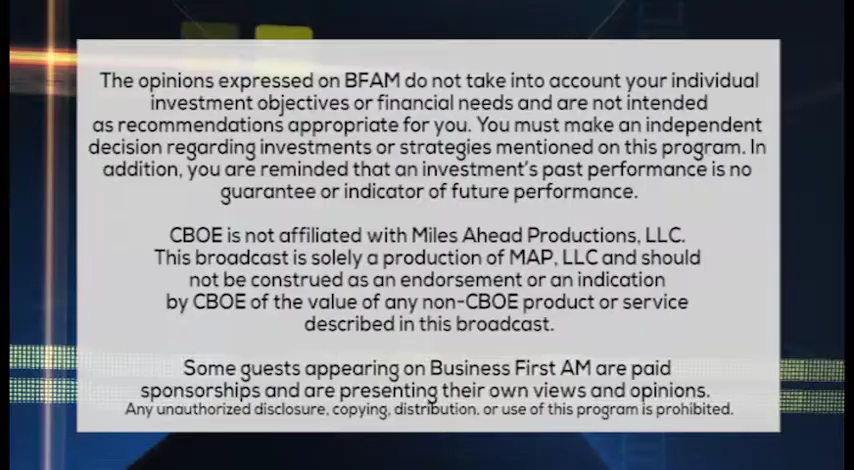 The opinions expressed on BFAM do not take into account your individual
investment objectives or financial needs and are not intended
as recommendations appropriate for you. You must make an independent
decision regarding investments or strategies mentioned on this program. In
addition, you are reminded that an investment's past performance is no
guarantee or indicator of future performance.
CBOE is not affiliated with Miles Ahead Productions, LLC.
This broadcast is solely a production of MAP, LLC and should
not be construed as an endorsement or an indication
by CBOE of the value of any non-CBOE product or service
described in this broadcast.
Some guests appearing on Business First AM are paid
sponsorships and are presenting their own views and opinions.
Any unauthorized disclosure, copying, distribution, or use of this program is prohibited.